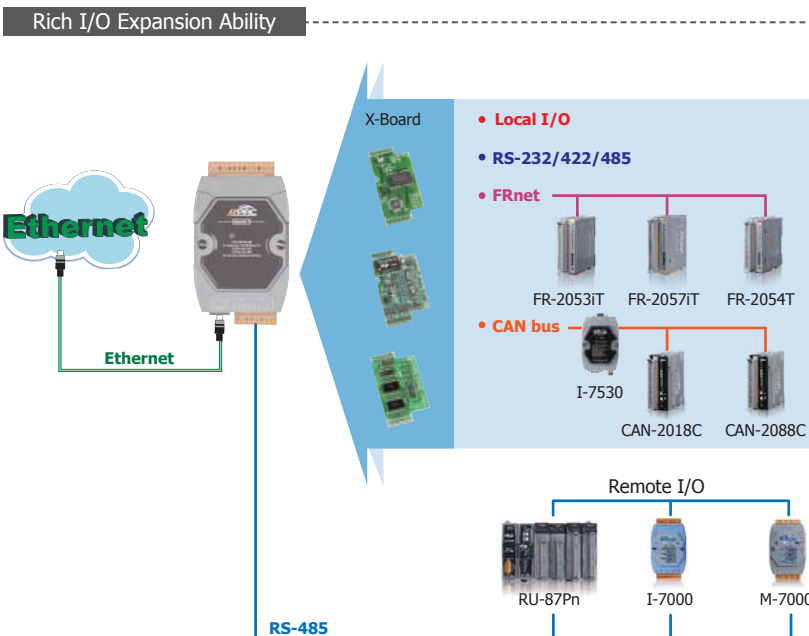 Rich I/O Expansion Ability
X-Board
• Local I/O
• RS-232/422/485
• FRnet
Ethernet
FR-2053iT
FR-2057iT
FR-2054T
• CAN bus
Ethernet
I-7530
CAN-2018C
CAN-2088C
Remote I/O
RU-87Pn
I-7000
M-7000
RS-485